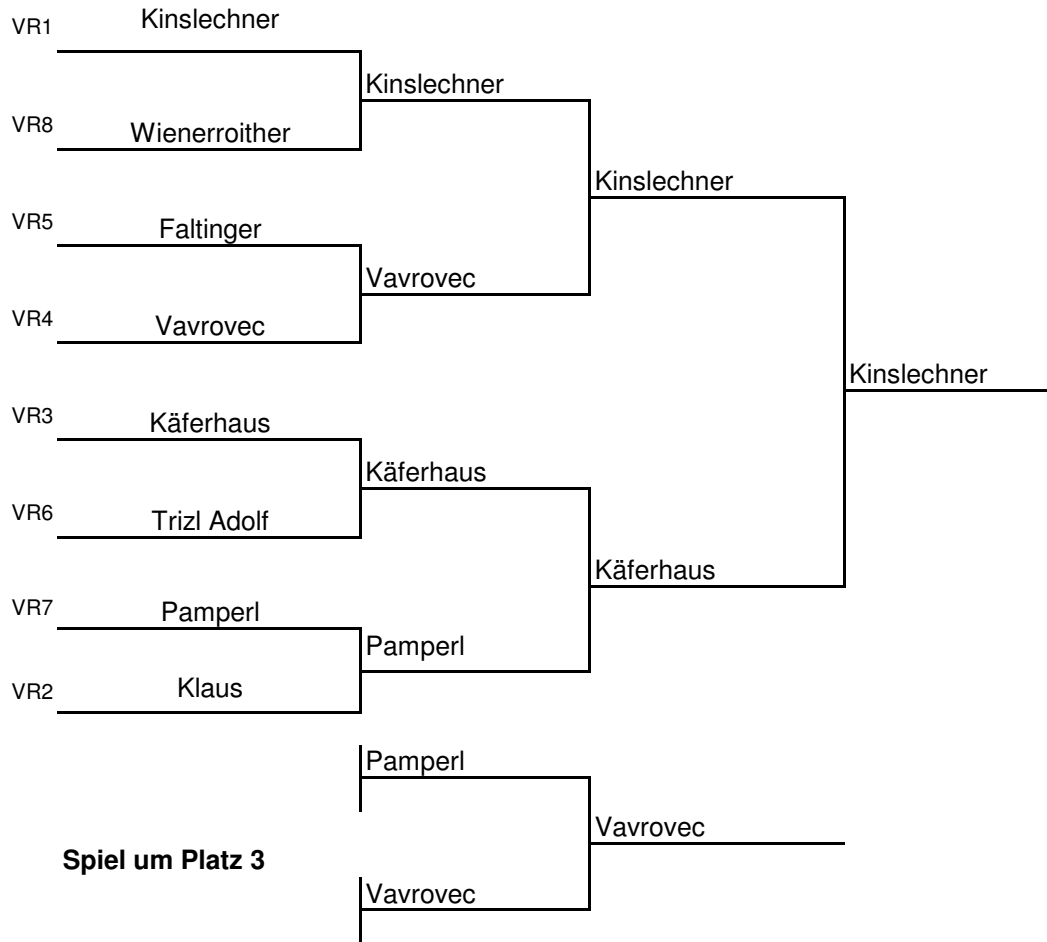 VR1 Kinslechner
Kinslechner
VR8 Wienerroither
Kinslechner
VR5 Faltinger
Vavrovec
VR4 Vavrovec
Kinslechner
VR3 Käferhaus
Käferhaus
VR6 Trizl Adolf
Käferhaus
VR7 Pamperl
Pamperl
VR2 Klaus
Pamperl
Vavrovec
Spiel um Platz 3
Vavrovec